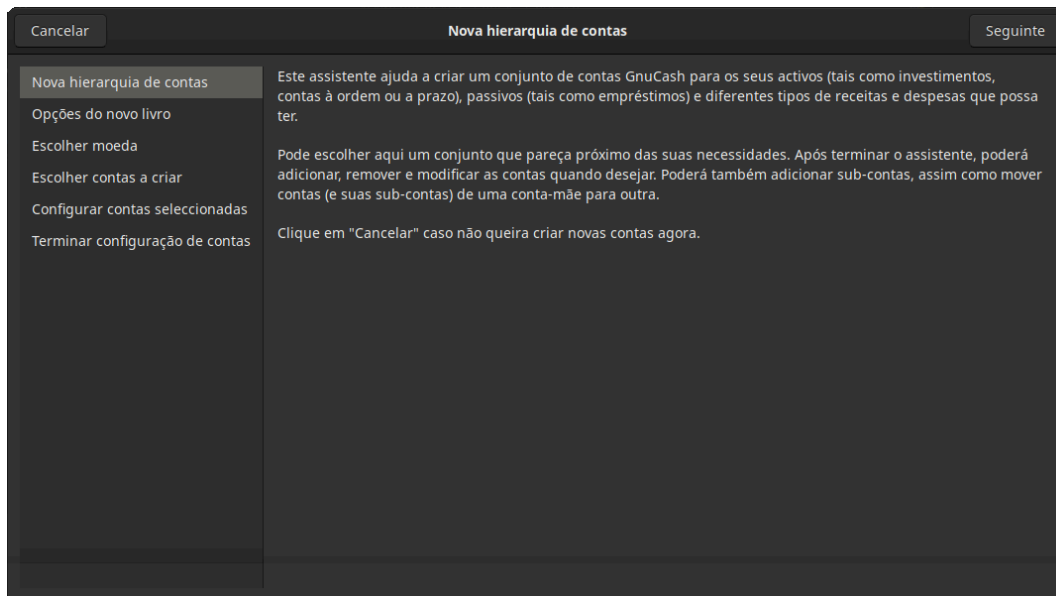 Cancelar
Nova hierarquia de contas
Seguinte
Nova hierarquia de contas
Opções do novo livro
Escolher moeda
Escolher contas a criar
Configurar contas seleccionadas
Terminar configuração de contas
Este assistente ajuda a criar um conjunto de contas GnuCash para os seus activos (tais como investimentos,
contas à ordem ou a prazo), passivos (tais como empréstimos) e diferentes tipos de receitas e despesas que possa
ter.
Pode escolher aqui um conjunto que pareça próximo das suas necessidades. Após terminar o assistente, poderá
adicionar, remover e modificar as contas quando desejar. Poderá também adicionar sub-contas, assim como mover
contas (e suas sub-contas) de uma conta-mãe para outra.
Clique em "Cancelar" caso não queira criar novas contas agora.